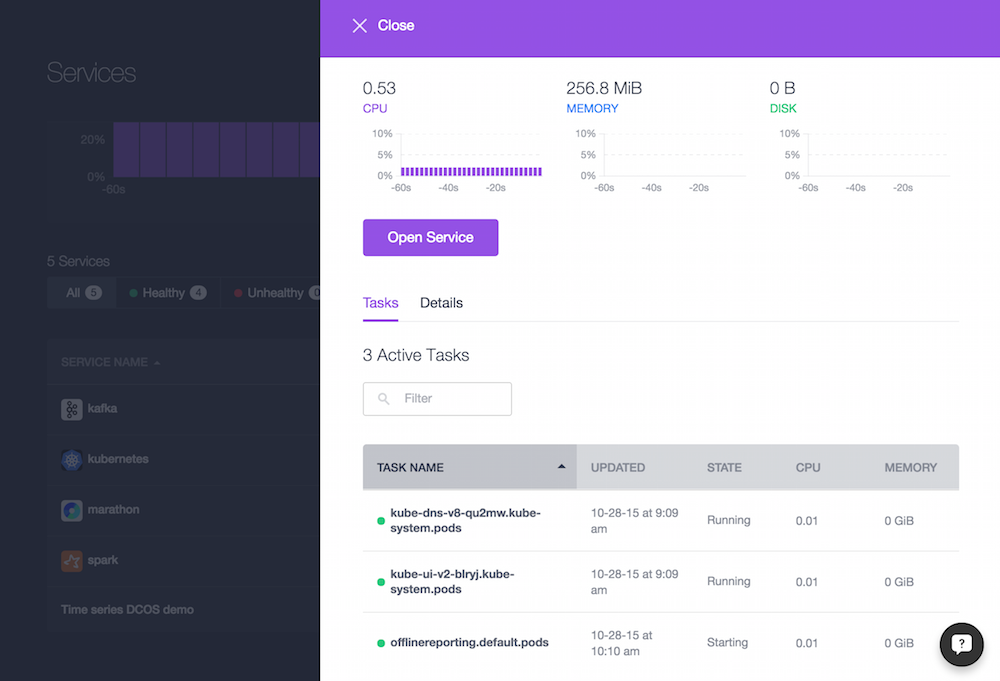 Services
20%
0%
-60s
5 Services
All 5
Healthy 4
Unhealthy
SERVICE NAME
kafka
kubernetes
marathon
spark
Time series DCOS demo
Close
0.53
CPU
10%
5%
0%
-60s -40s -20s
256.8 MiB
MEMORY
10%
5%
0%
-60s -40s -20s
0 B
DISK
10%
5%
0%
-60s -40s -20s
Open Service
Tasks Details
3 Active Tasks
Filter
TASK NAME UPDATED STATE CPU MEMORY
kube-dns-v8-qu2mw.kube-
system.pods
10-28-15 at 9:09
am
Running 0.01 0 GiB
kube-ui-v2-blryj.kube-
system.pods
10-28-15 at 9:09
am
Running 0.01 0 GiB
offlinereporting.default.pods
10-28-15 at
10:10 am
Starting 0.01 0 GiB
?